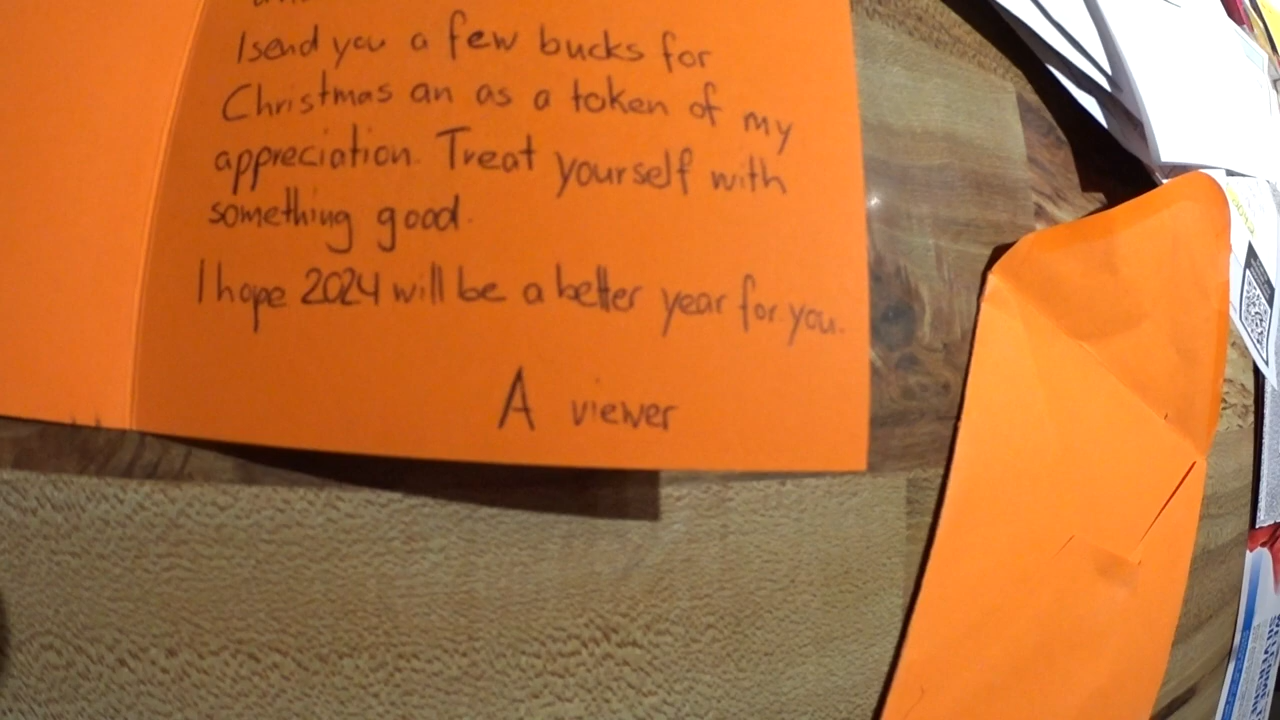 I send you a few bucks for
Christmas an as a token of my
appreciation. Treat yourself with
something good.
I hope 2024 will be a better year for you.
A viewer